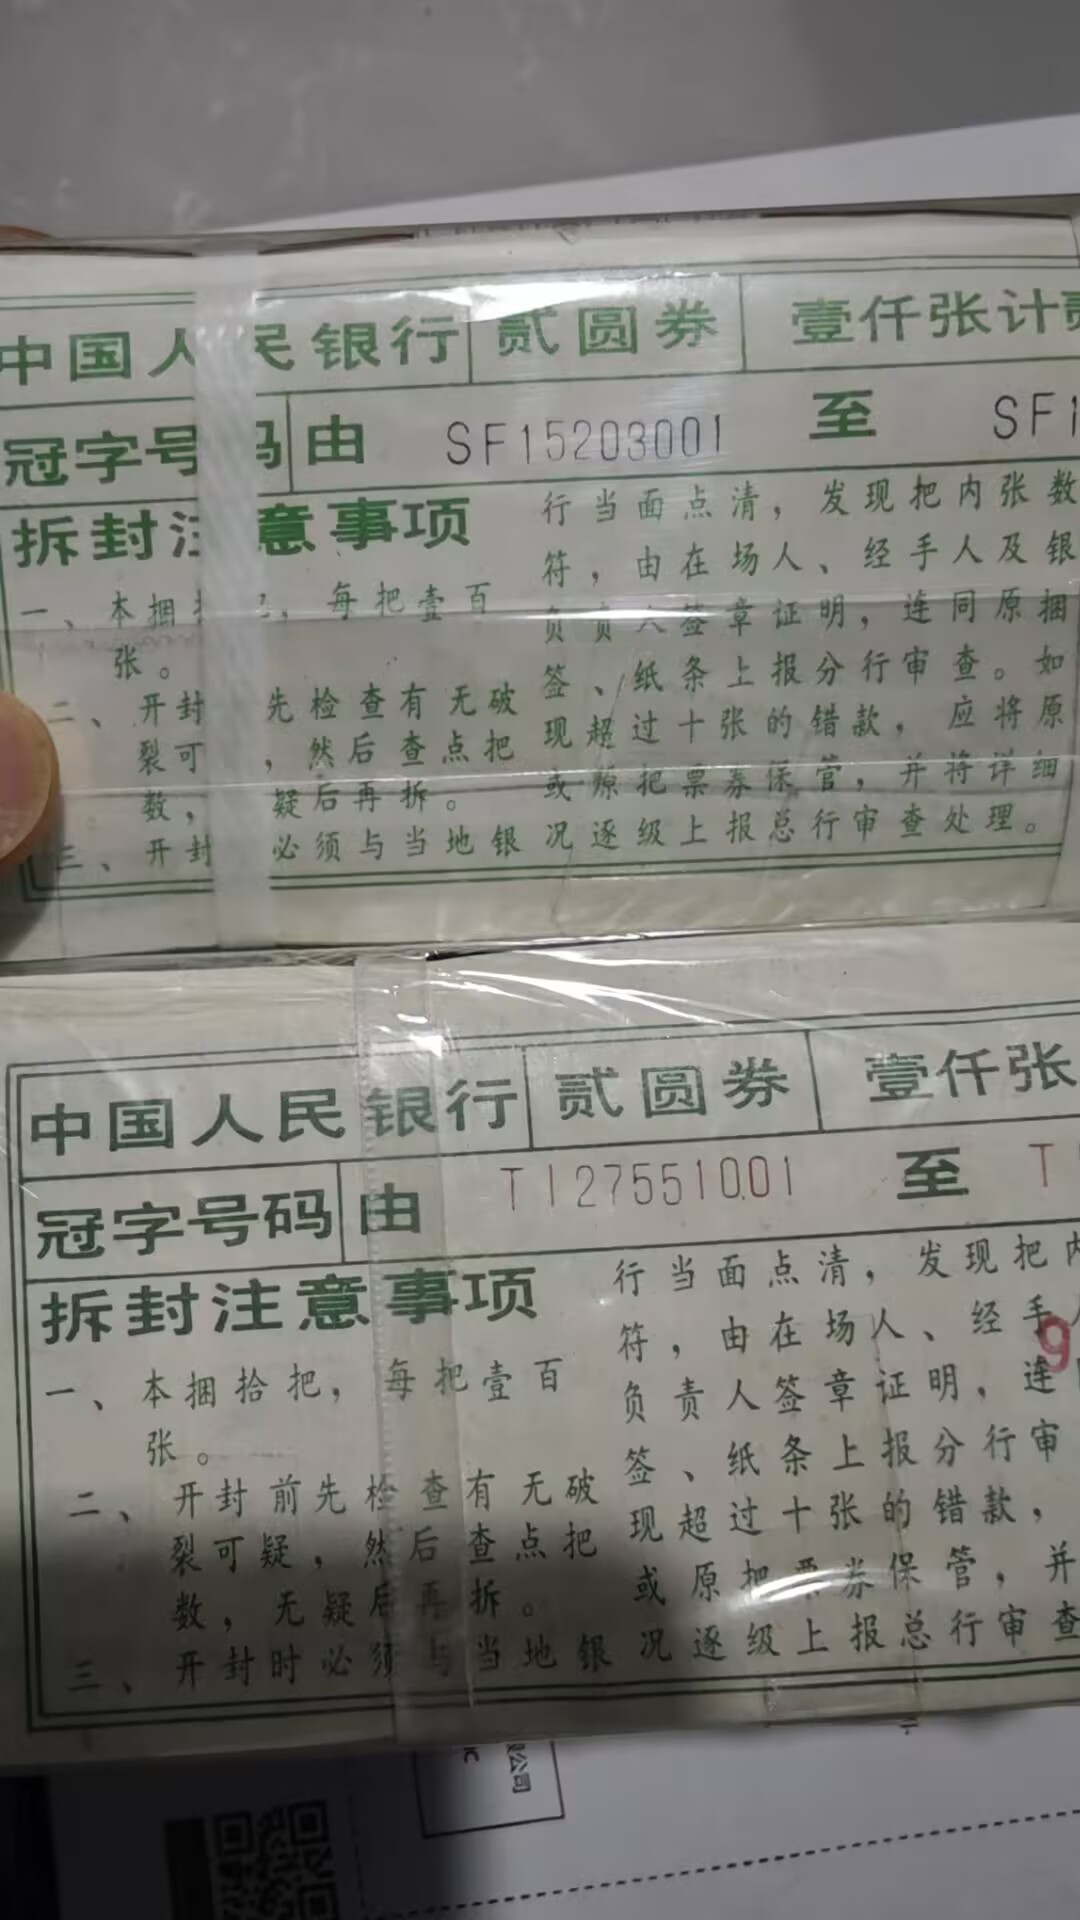 中国人民银行 贰圆券 壹仟张计
冠字号码 由 SF15203001 至 SF1
拆封注意事项
一、本捆 把，每把壹百
张。
二、开封 先检查有无破
裂可 ，然后查点把
数， 疑后再拆。
三、开封 必须与当地银
行当面点清，发现把内张数
符，由在场人、经手人及银
负责人签章证明，连同原捆
签、纸条上报分行审查。如
现超过十张的错款，应将原
或原把票券保管，并将详细
况逐级上报总行审查处理。
中国人民银行 贰圆券 壹仟张
冠字号码 由 TI27551001 至 T
拆封注意事项
一、本捆拾把，每把壹百
张。
二、开封前先检查有无破
裂可疑，然后查点把
数，无疑后再拆。
三、开封时必须与当地银
行当面点清，发现把内
符，由在场人、经手
负责人签章证明，连
签、纸条上报分行审
现超过十张的错款，
或原把票券保管，并
况逐级上报总行审查
9
公司